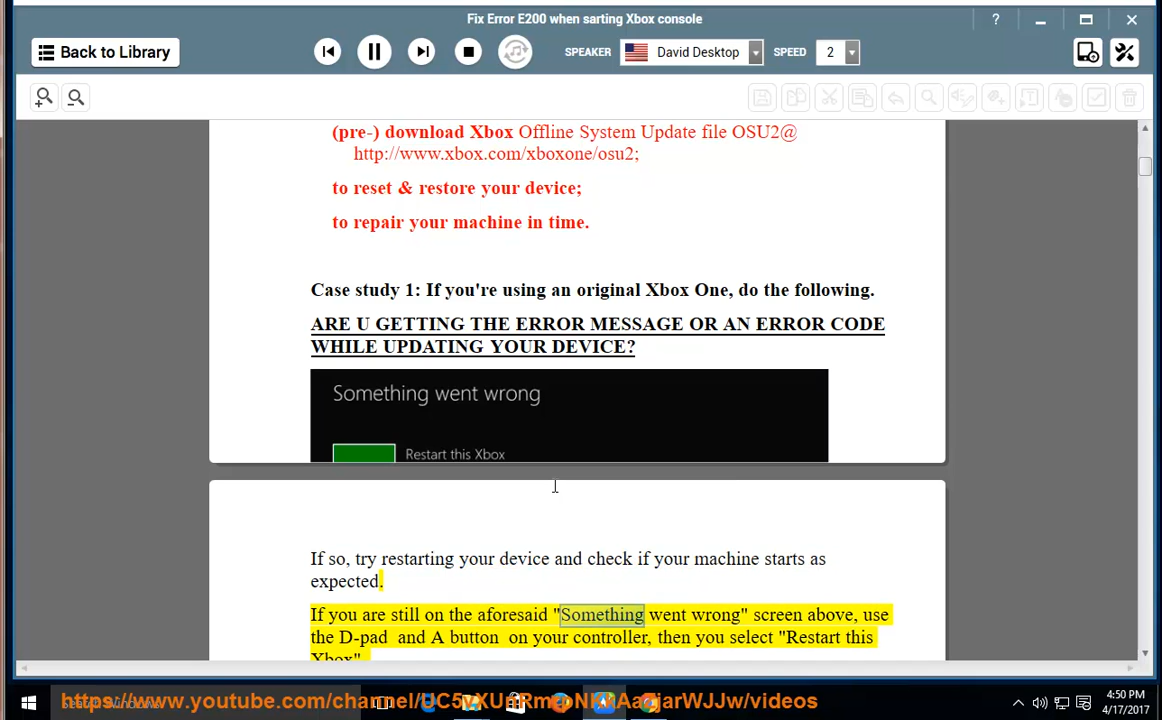 Fix Error E200 when sarting Xbox console
?
Back to Library
SPEAKER
David Desktop
SPEED
2
(pre-) download Xbox Offline System Update file OSU2@
http://www.xbox.com/xboxone/osu2;
to reset & restore your device;
to repair your machine in time.
Case study 1: If you're using an original Xbox One, do the following.
ARE U GETTING THE ERROR MESSAGE OR AN ERROR CODE
WHILE UPDATING YOUR DEVICE?
Something went wrong
Restart this Xbox
If so, try restarting your device and check if your machine starts as
expected.
If you are still on the aforesaid "Something went wrong" screen above, use
the D-pad and A button on your controller, then you select "Restart this
Xbox".
4:50 PM
4/17/2017